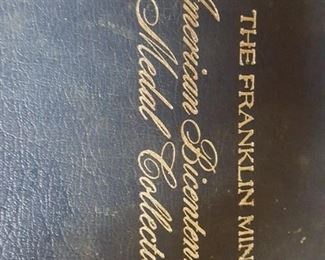 THE FRANKLIN MIN
American Bicenten
Medal Collecti